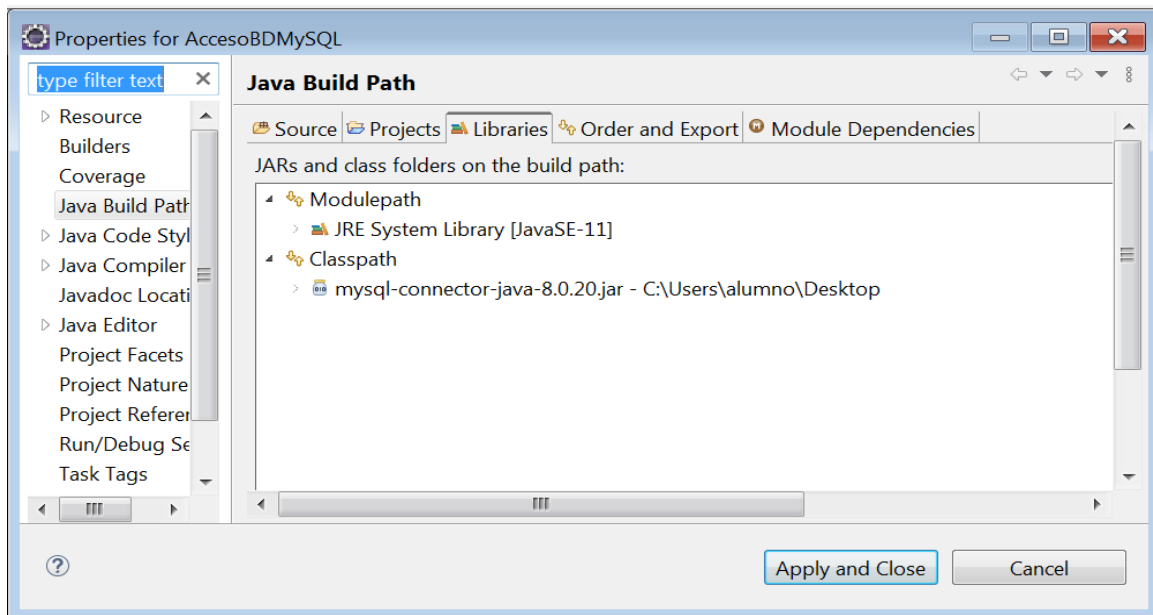 Properties for AccesoBDMySQL
type filter text
Resource
Builders
Coverage
Java Build Path
Java Code Styl
Java Compiler
Javadoc Locati
Java Editor
Project Facets
Project Nature
Project Referer
Run/Debug Se
Task Tags
Java Build Path
Source Projects Libraries Order and Export Module Dependencies
JARs and class folders on the build path:
Modulepath
JRE System Library [JavaSE-11]
Classpath
mysql-connector-java-8.0.20.jar - C:\Users\alumno\Desktop
Apply and Close Cancel